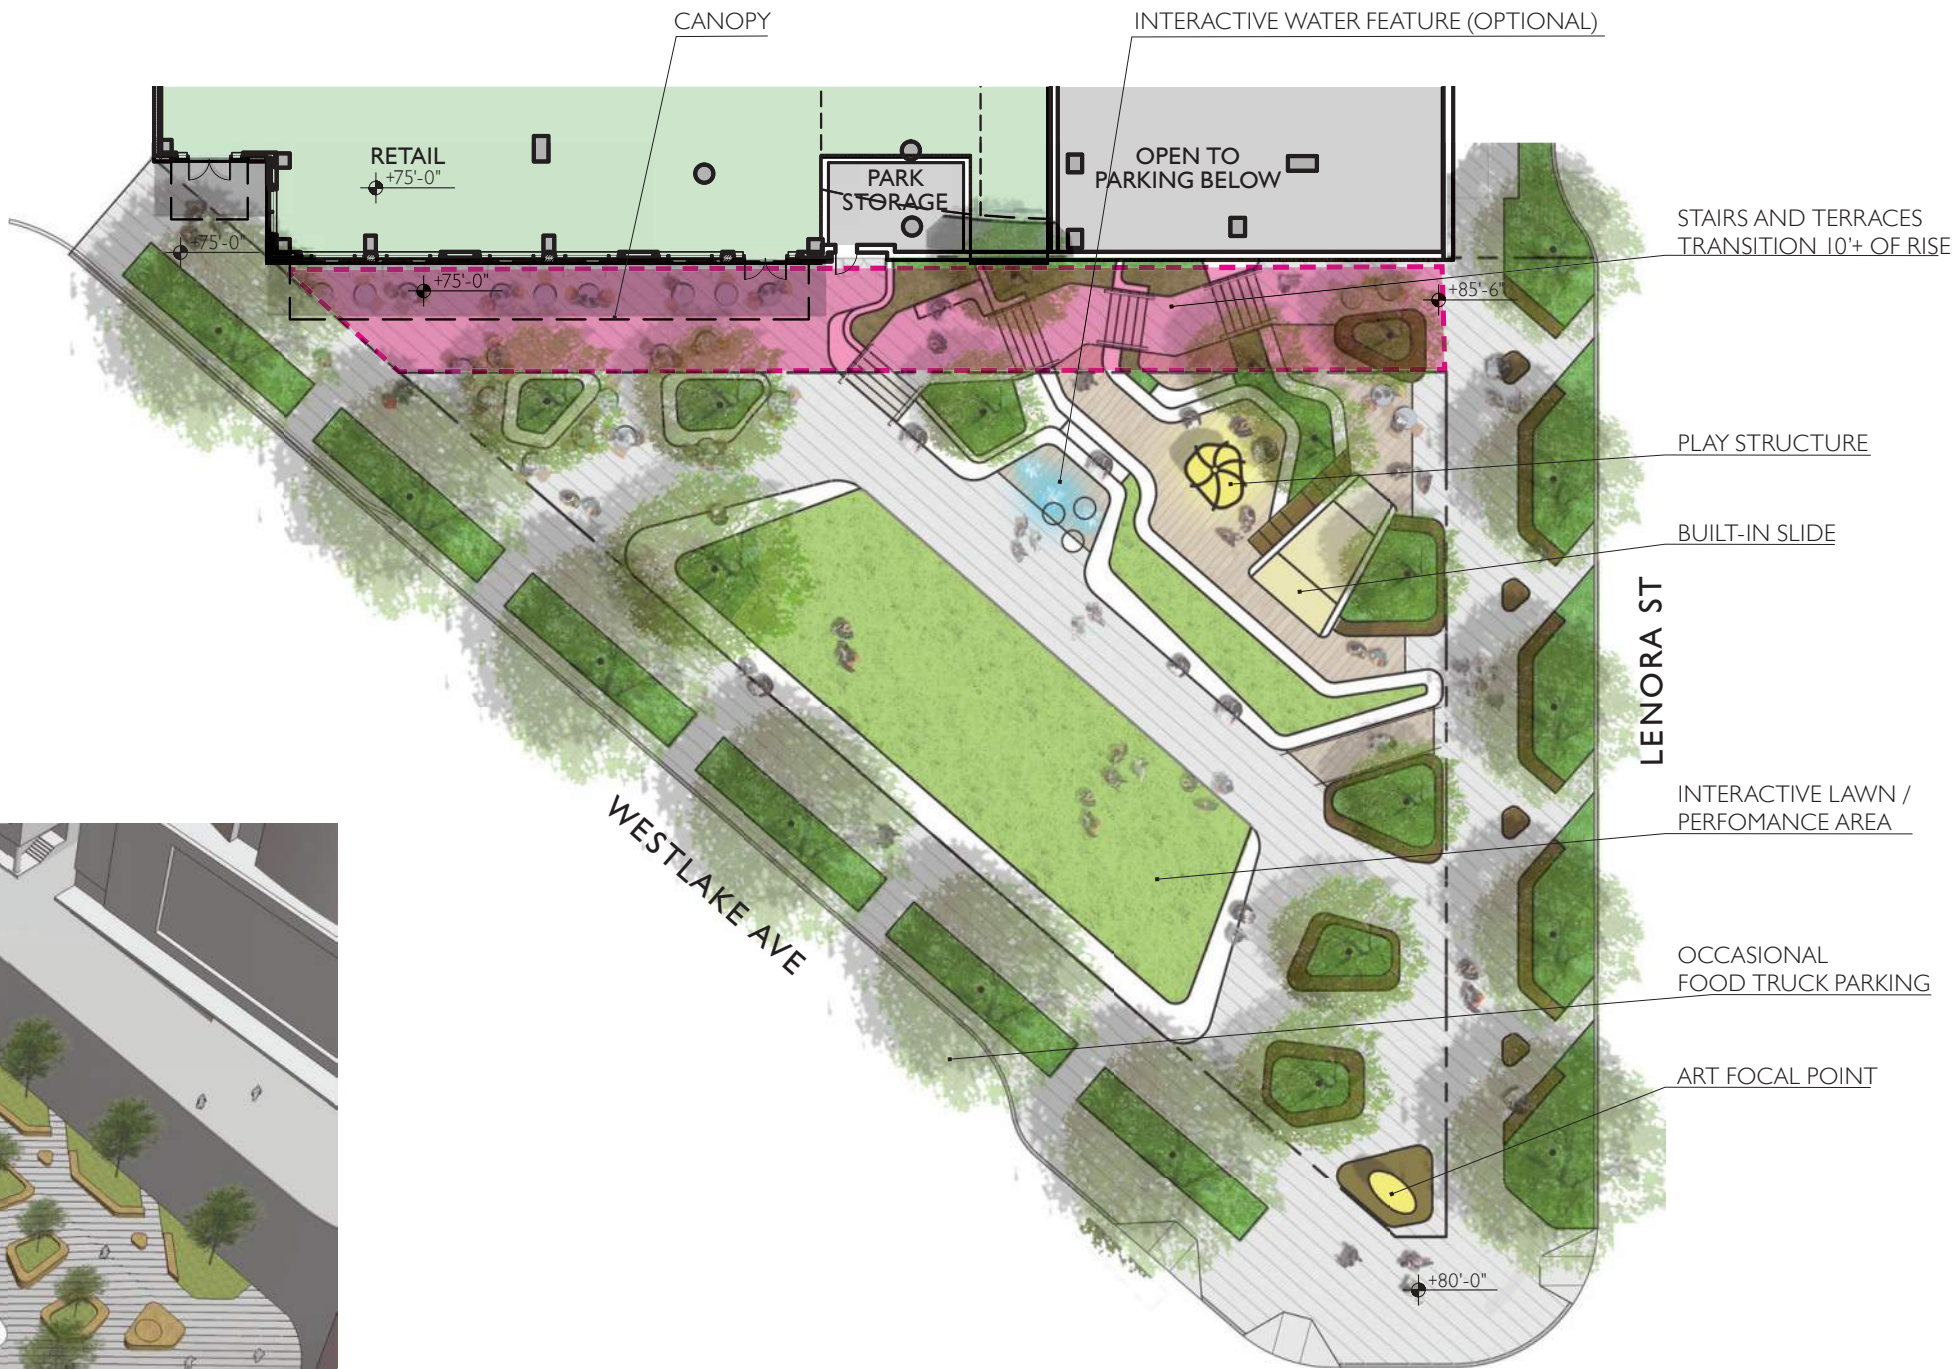 CANOPY
INTERACTIVE WATER FEATURE (OPTIONAL)
RETAIL
+75'-0"
PARK
STORAGE
OPEN TO
PARKING BELOW
+75'-0"
+75'-0"
STAIRS AND TERRACES
TRANSITION 10'+ OF RISE
+85'-6"
PLAY STRUCTURE
BUILT-IN SLIDE
LENORA ST
INTERACTIVE LAWN /
PERFOMANCE AREA
WESTLAKE AVE
OCCASIONAL
FOOD TRUCK PARKING
ART FOCAL POINT
+80'-0"